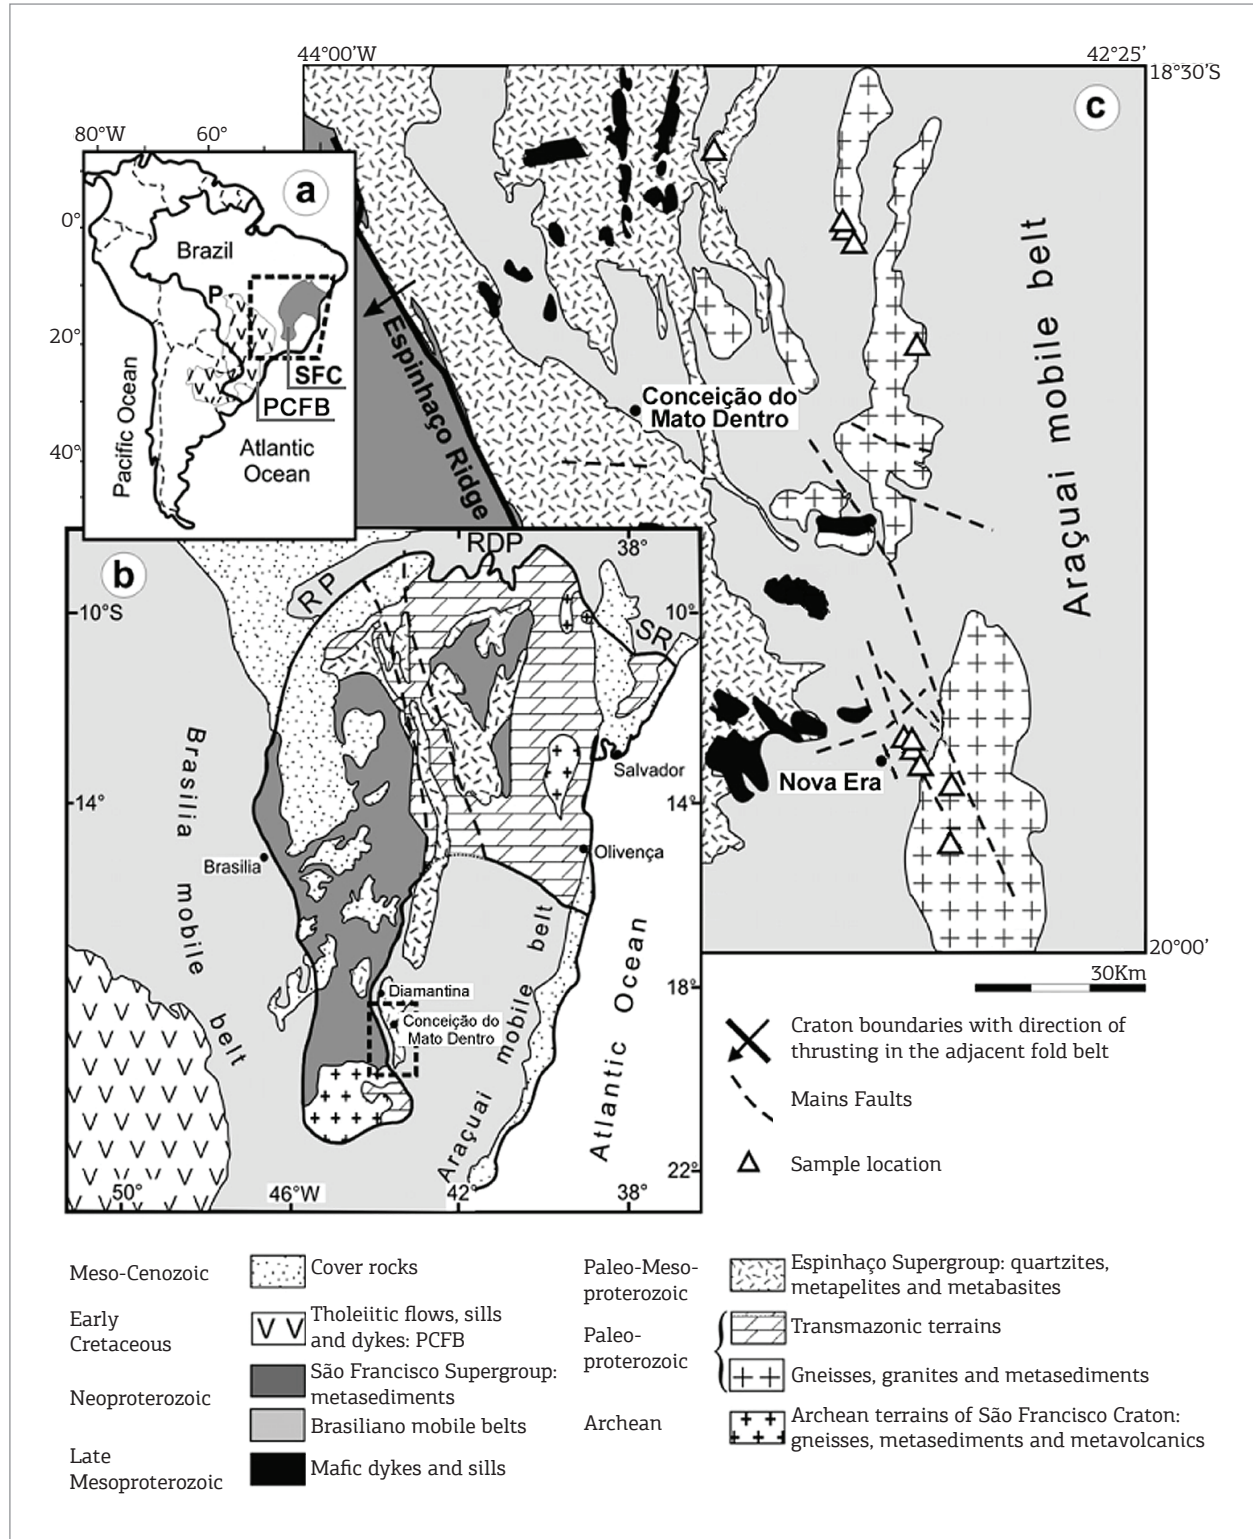 44°00'W
42°25'
18°30'S
c
80°W
60°
a
0°
Brazil
P
20°
SFC
PCFB
40°
Pacific Ocean
Atlantic
Ocean
Espinhaço Ridge
Conceição do
Mato Dentro
Araçuai mobile belt
Nova Era
20°00'
30Km
b
RDP
38°
RP
10°S
10°
SR
Brasilia mobile belt
Salvador
14°
14°
Brasilia
Olivença
Diamantina
18°
Conceição do
Mato Dentro
Araçuai mobile belt
Atlantic Ocean
22°
50°
46°W
42°
38°
Craton boundaries with direction of
thrusting in the adjacent fold belt
Mains Faults
Sample location
Meso-Cenozoic
Cover rocks
Early
Cretaceous
Tholeiitic flows, sills
and dykes: PCFB
Neoproterozoic
São Francisco Supergroup:
metasediments
Brasiliano mobile belts
Late
Mesoproterozoic
Mafic dykes and sills
Paleo-Meso-
proterozoic
Espinhaço Supergroup: quartzites,
metapelites and metabasites
Paleo-
proterozoic
Transmazonic terrains
Gneisses, granites and metasediments
Archean
Archean terrains of São Francisco Craton:
gneisses, metasediments and metavolcanics